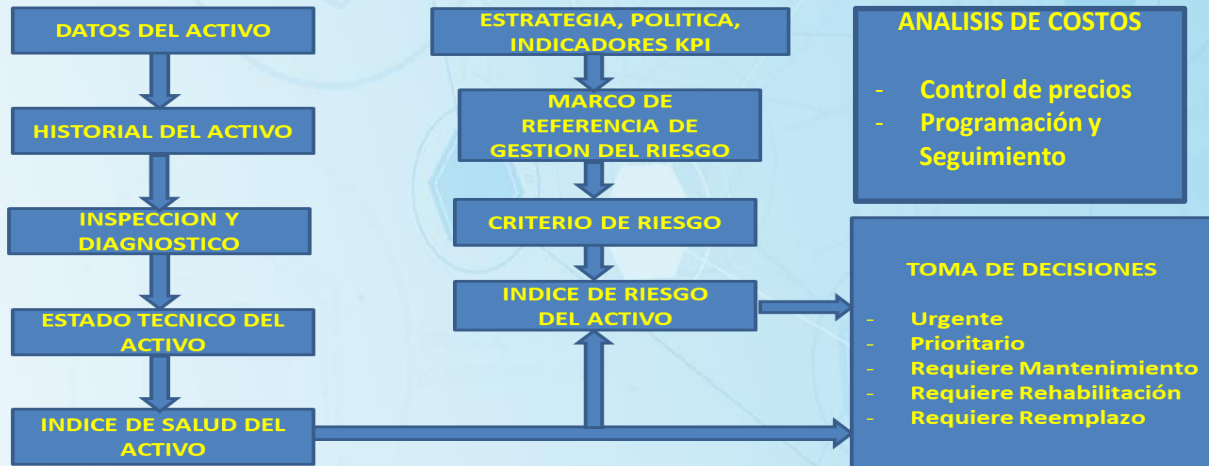 DATOS DEL ACTIVO
HISTORIAL DEL ACTIVO
INSPECCION Y
DIAGNOSTICO
ESTADO TECNICO DEL
ACTIVO
INDICE DE SALUD DEL
ACTIVO
ESTRATEGIA, POLITICA,
INDICADORES KPI
MARCO DE
REFERENCIA DE
GESTION DEL RIESGO
CRITERIO DE RIESGO
INDICE DE RIESGO
DEL ACTIVO
ANALISIS DE COSTOS
- Control de precios
- Programación y
Seguimiento
TOMA DE DECISIONES
- Urgente
- Prioritario
- Requiere Mantenimiento
- Requiere Rehabilitación
- Requiere Reemplazo